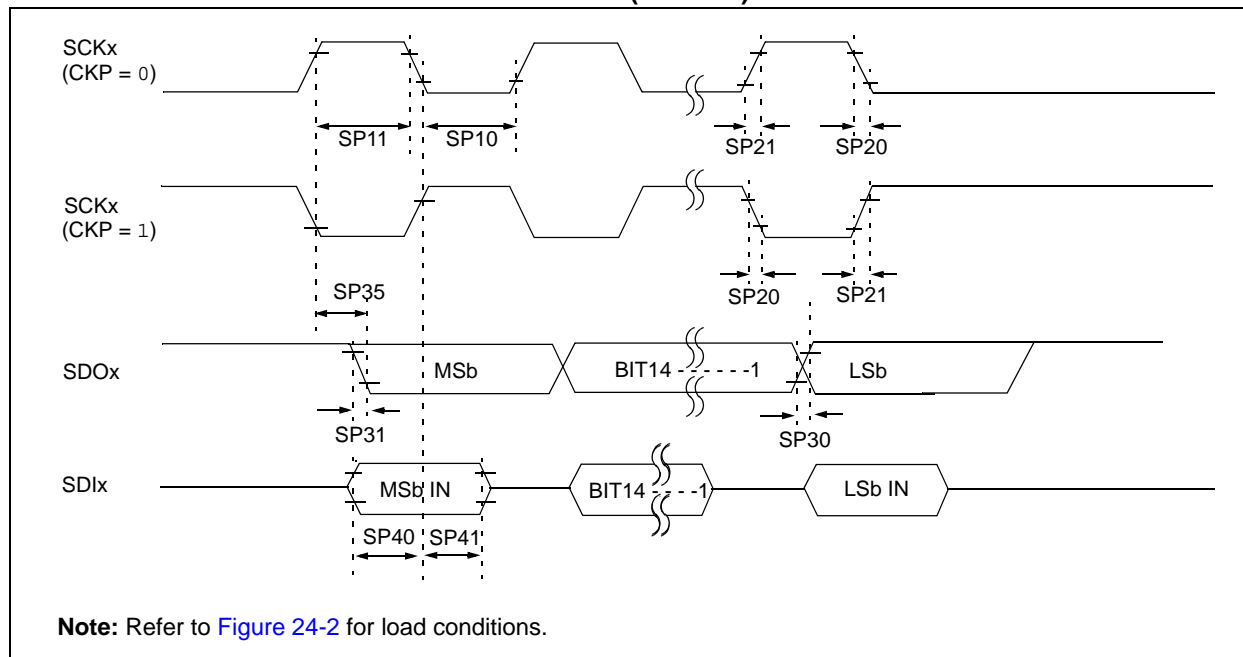 SCKx
(CKP = 0)
SP11
SP10
SP21
SP20
SCKx
(CKP = 1)
SP35
SP20
SP21
SDOx
MSb
BIT14 - - - - - -1
LSb
SP31
SP30
SDIx
MSb IN
BIT14 - - - -1
LSb IN
SP40
SP41
Note: Refer to Figure 24-2 for load conditions.